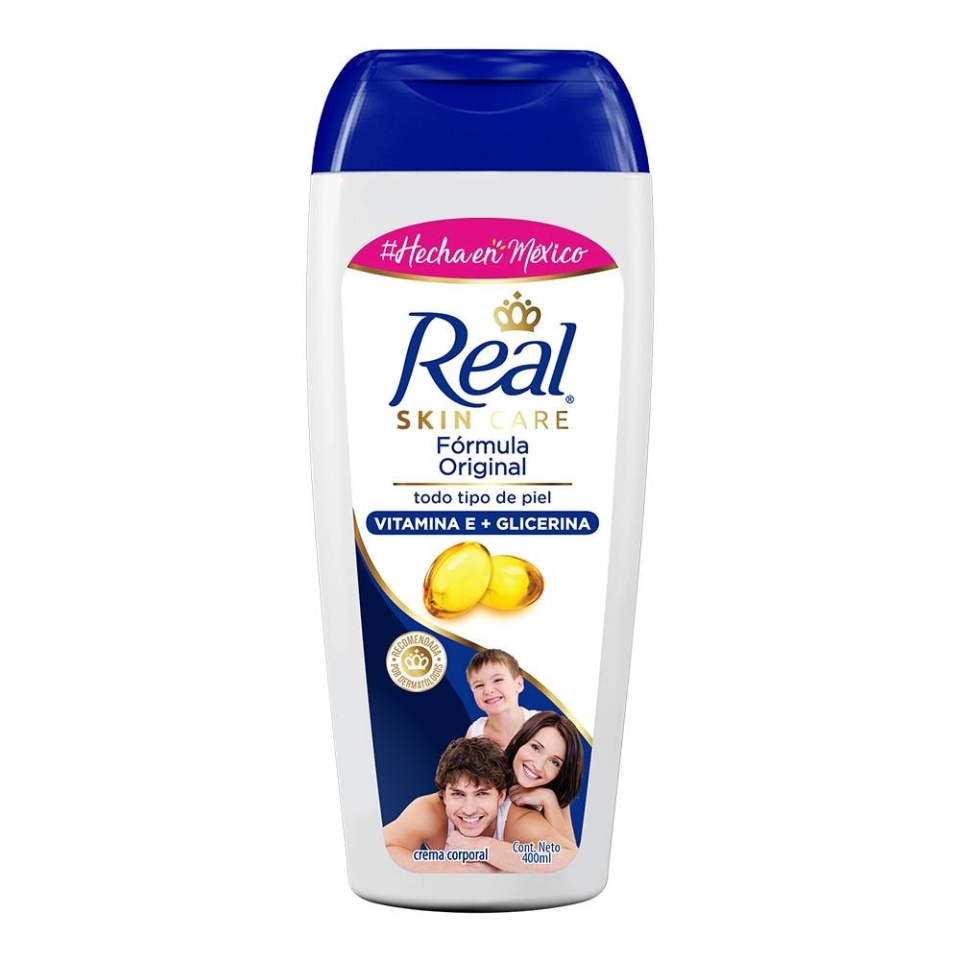 #Hecha en México
Real®
SKIN CARE
Fórmula
Original
todo tipo de piel
VITAMINA E + GLICERINA
RECOMENDADA
POR DERMATÓLOGOS
crema corporal
Cont. Neto
400ml